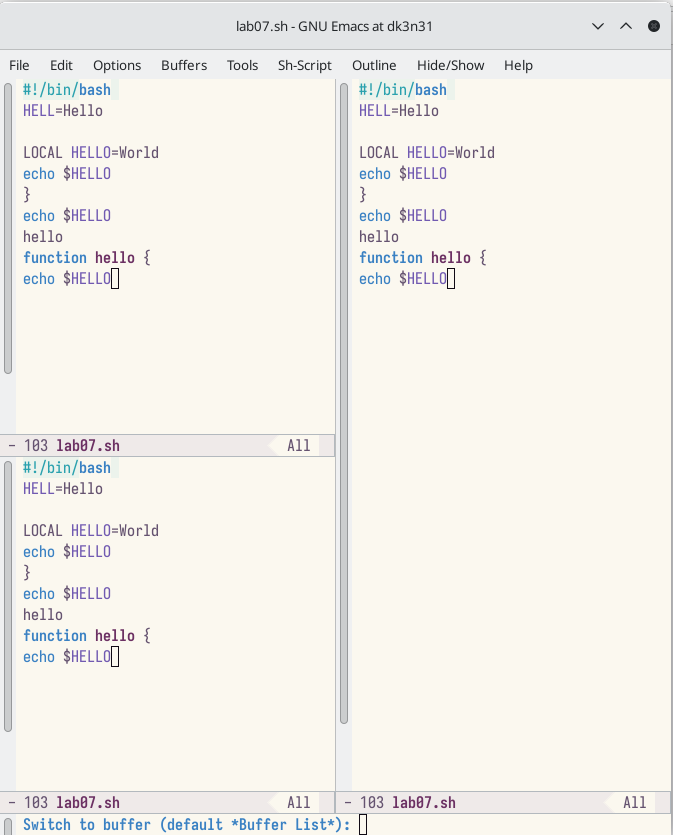 lab07.sh - GNU Emacs at dk3n31
File Edit Options Buffers Tools Sh-Script Outline Hide/Show Help
#!/bin/bash
HELL=Hello
LOCAL HELLO=World
echo $HELLO
}
echo $HELLO
hello
function hello {
echo $HELLO
- 103 lab07.sh All
#!/bin/bash
HELL=Hello
LOCAL HELLO=World
echo $HELLO
}
echo $HELLO
hello
function hello {
echo $HELLO
- 103 lab07.sh All
#!/bin/bash
HELL=Hello
LOCAL HELLO=World
echo $HELLO
}
echo $HELLO
hello
function hello {
echo $HELLO
- 103 lab07.sh All
Switch to buffer (default *Buffer List*):